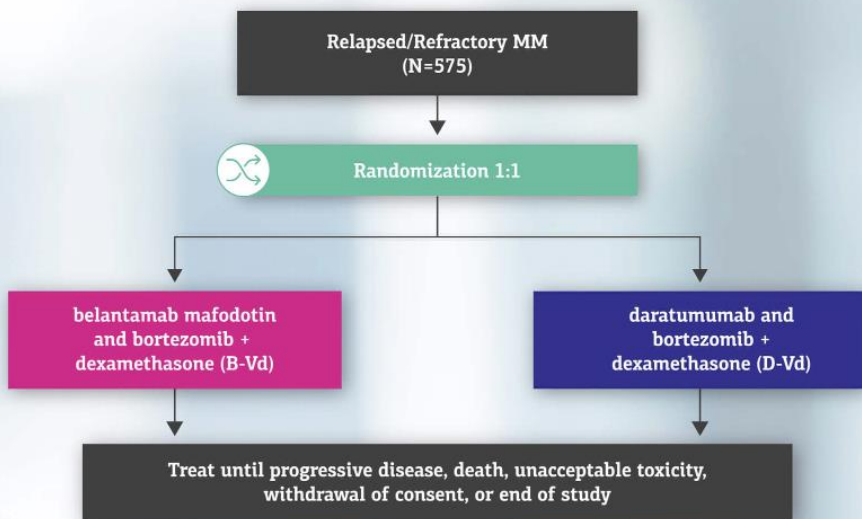 Relapsed/Refractory MM
(N=575)
Randomization 1:1
belantamab mafodotin
and bortezomib +
dexamethasone (B-Vd)
daratumumab and
bortezomib +
dexamethasone (D-Vd)
Treat until progressive disease, death, unacceptable toxicity,
withdrawal of consent, or end of study